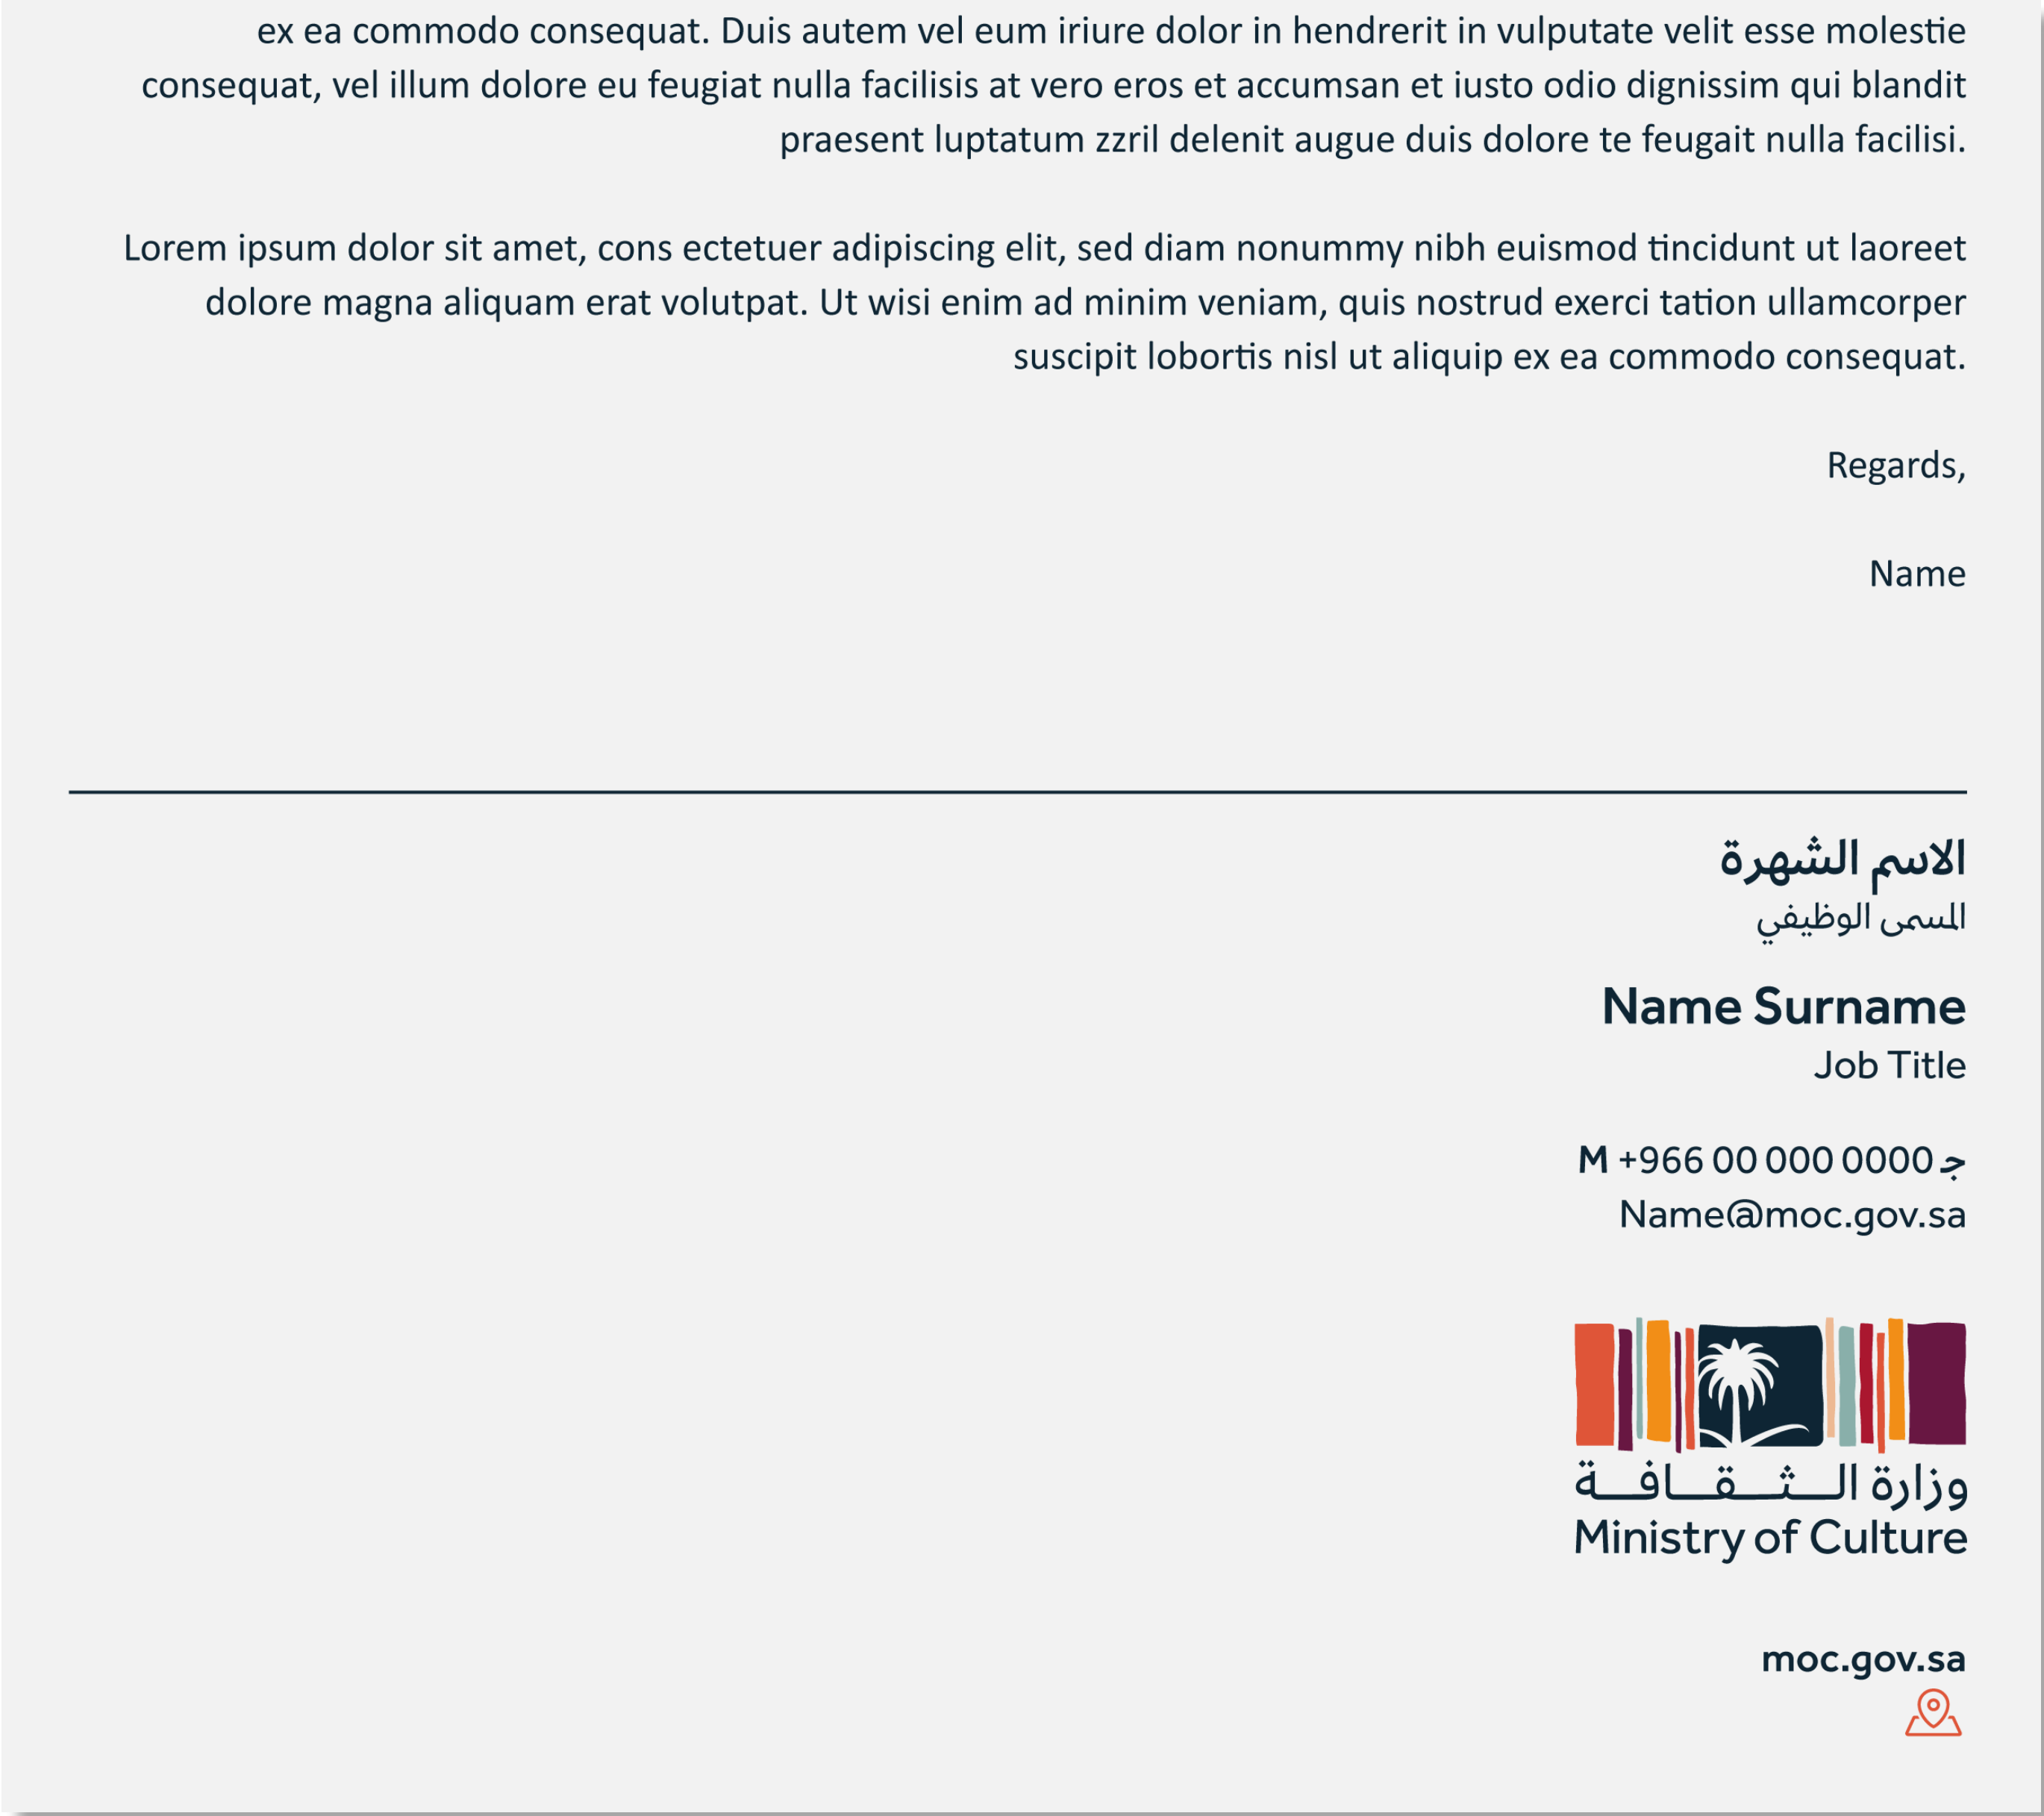 ex ea commodo consequat. Duis autem vel eum iriure dolor in hendrerit in vulputate velit esse molestie
consequat, vel illum dolore eu feugiat nulla facilisis at vero eros et accumsan et iusto odio dignissim qui blandit
praesent luptatum zzril delenit augue duis dolore te feugait nulla facilisi.
Lorem ipsum dolor sit amet, cons ectetuer adipiscing elit, sed diam nonummy nibh euismod tincidunt ut laoreet
dolore magna aliquam erat volutpat. Ut wisi enim ad minim veniam, quis nostrud exerci tation ullamcorper
suscipit lobortis nisl ut aliquip ex ea commodo consequat.
Regards,
Name
الاسم الشهرة
المسمى الوظيفي
Name Surname
Job Title
M +966 00 000 0000 جـ
Name@moc.gov.sa
وزارة الـــثـــقـــافـــة
Ministry of Culture
moc.gov.sa